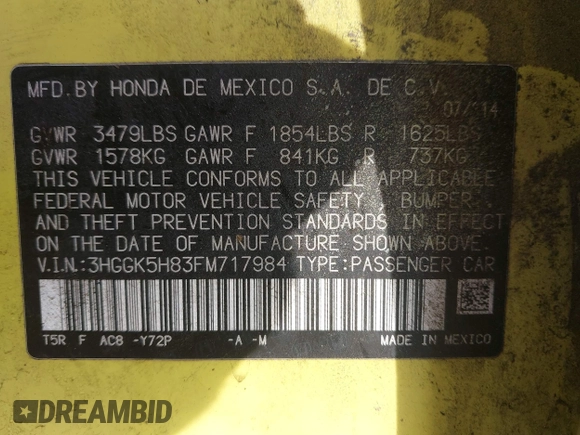 MFD. BY HONDA DE MEXICO S.A. DE C.V.
07/14
GVWR 3479LBS GAWR F 1854LBS R 1625LBS
GVWR 1578KG GAWR F 841KG R 737KG
THIS VEHICLE CONFORMS TO ALL APPLICABLE
FEDERAL MOTOR VEHICLE SAFETY, BUMPER,
AND THEFT PREVENTION STANDARDS IN EFFECT
ON THE DATE OF MANUFACTURE SHOWN ABOVE.
V.I.N.:3HGGK5H83FM717984 TYPE:PASSENGER CAR
T5R F AC8 -Y72P -A -M MADE IN MEXICO
DREAMBID